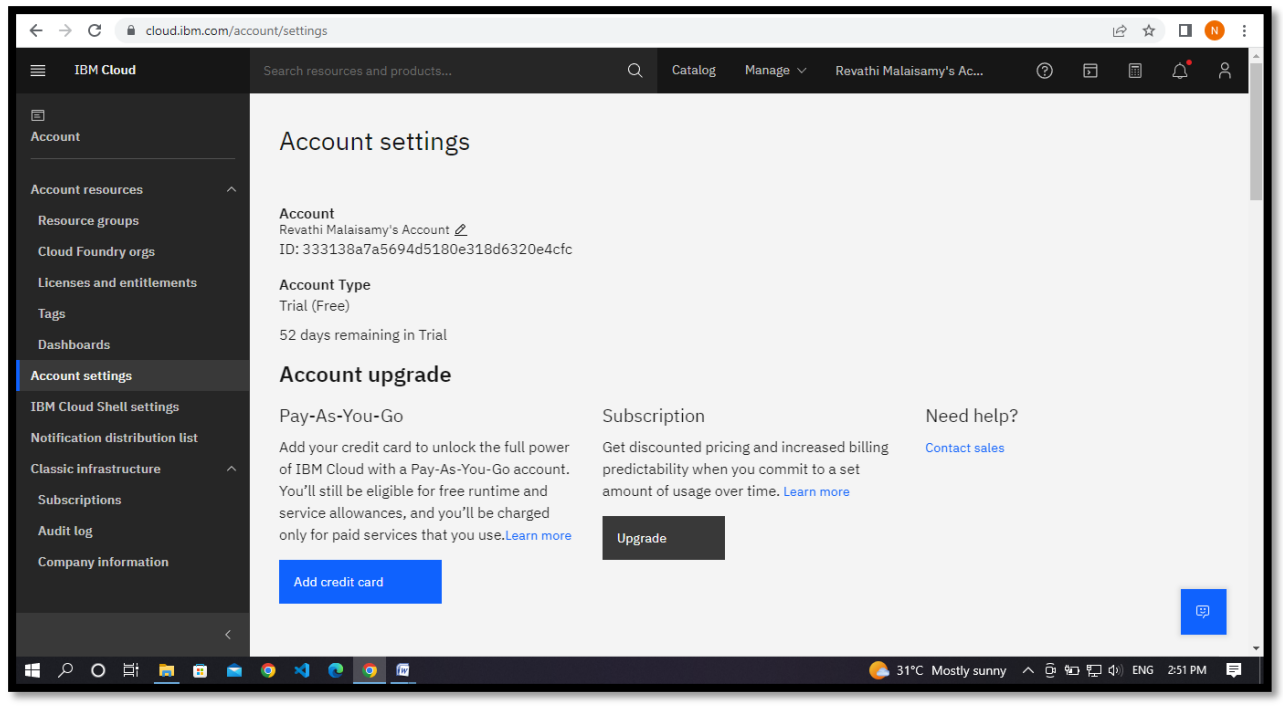 cloud.ibm.com/account/settings
N
IBM Cloud
Search resources and products...
Catalog
Manage
Revathi Malaisamy's Ac...
Account
Account resources
Resource groups
Cloud Foundry orgs
Licenses and entitlements
Tags
Dashboards
Account settings
IBM Cloud Shell settings
Notification distribution list
Classic infrastructure
Subscriptions
Audit log
Company information
Account settings
Account
Revathi Malaisamy's Account
ID: 333138a7a5694d5180e318d6320e4cfc
Account Type
Trial (Free)
52 days remaining in Trial
Account upgrade
Pay-As-You-Go
Add your credit card to unlock the full power
of IBM Cloud with a Pay-As-You-Go account.
You'll still be eligible for free runtime and
service allowances, and you'll be charged
only for paid services that you use.Learn more
Add credit card
Subscription
Get discounted pricing and increased billing
predictability when you commit to a set
amount of usage over time. Learn more
Upgrade
Need help?
Contact sales
31°C Mostly sunny
ENG
2:51 PM